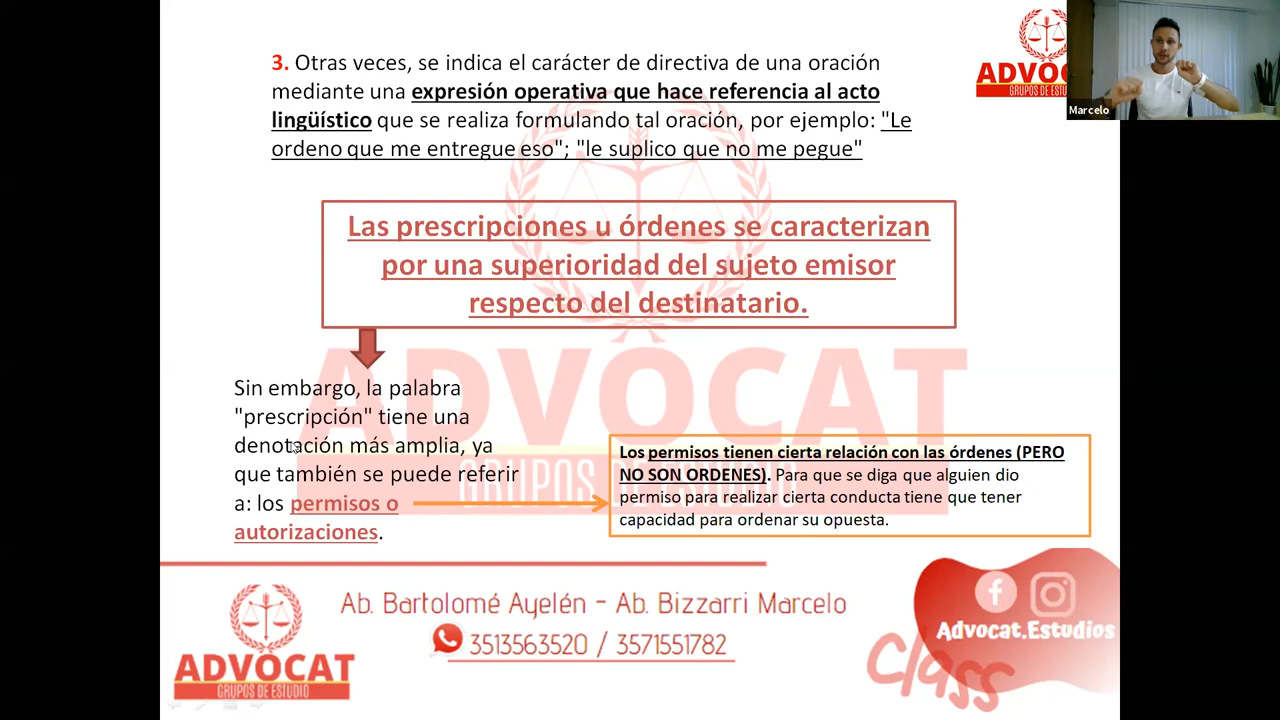 3. Otras veces, se indica el carácter de directiva de una oración
mediante una expresión operativa que hace referencia al acto
lingüístico que se realiza formulando tal oración, por ejemplo: "Le
ordeno que me entregue eso"; "le suplico que no me pegue"
ADVOC
GRUPOS DE ESTU
Marcelo
Las prescripciones u órdenes se caracterizan
por una superioridad del sujeto emisor
respecto del destinatario.
ADVOCAT
GRUPOS DE ESTUDIO
Sin embargo, la palabra
"prescripción" tiene una
denotación más amplia, ya
que también se puede referir
a: los permisos o
autorizaciones.
Los permisos tienen cierta relación con las órdenes (PERO
NO SON ORDENES). Para que se diga que alguien dio
permiso para realizar cierta conducta tiene que tener
capacidad para ordenar su opuesta.
ADVOCAT
GRUPOS DE ESTUDIO
Ab. Bartolomé Ayelén - Ab. Bizzarri Marcelo
3513563520 / 3571551782
Advocat.Estudios
class